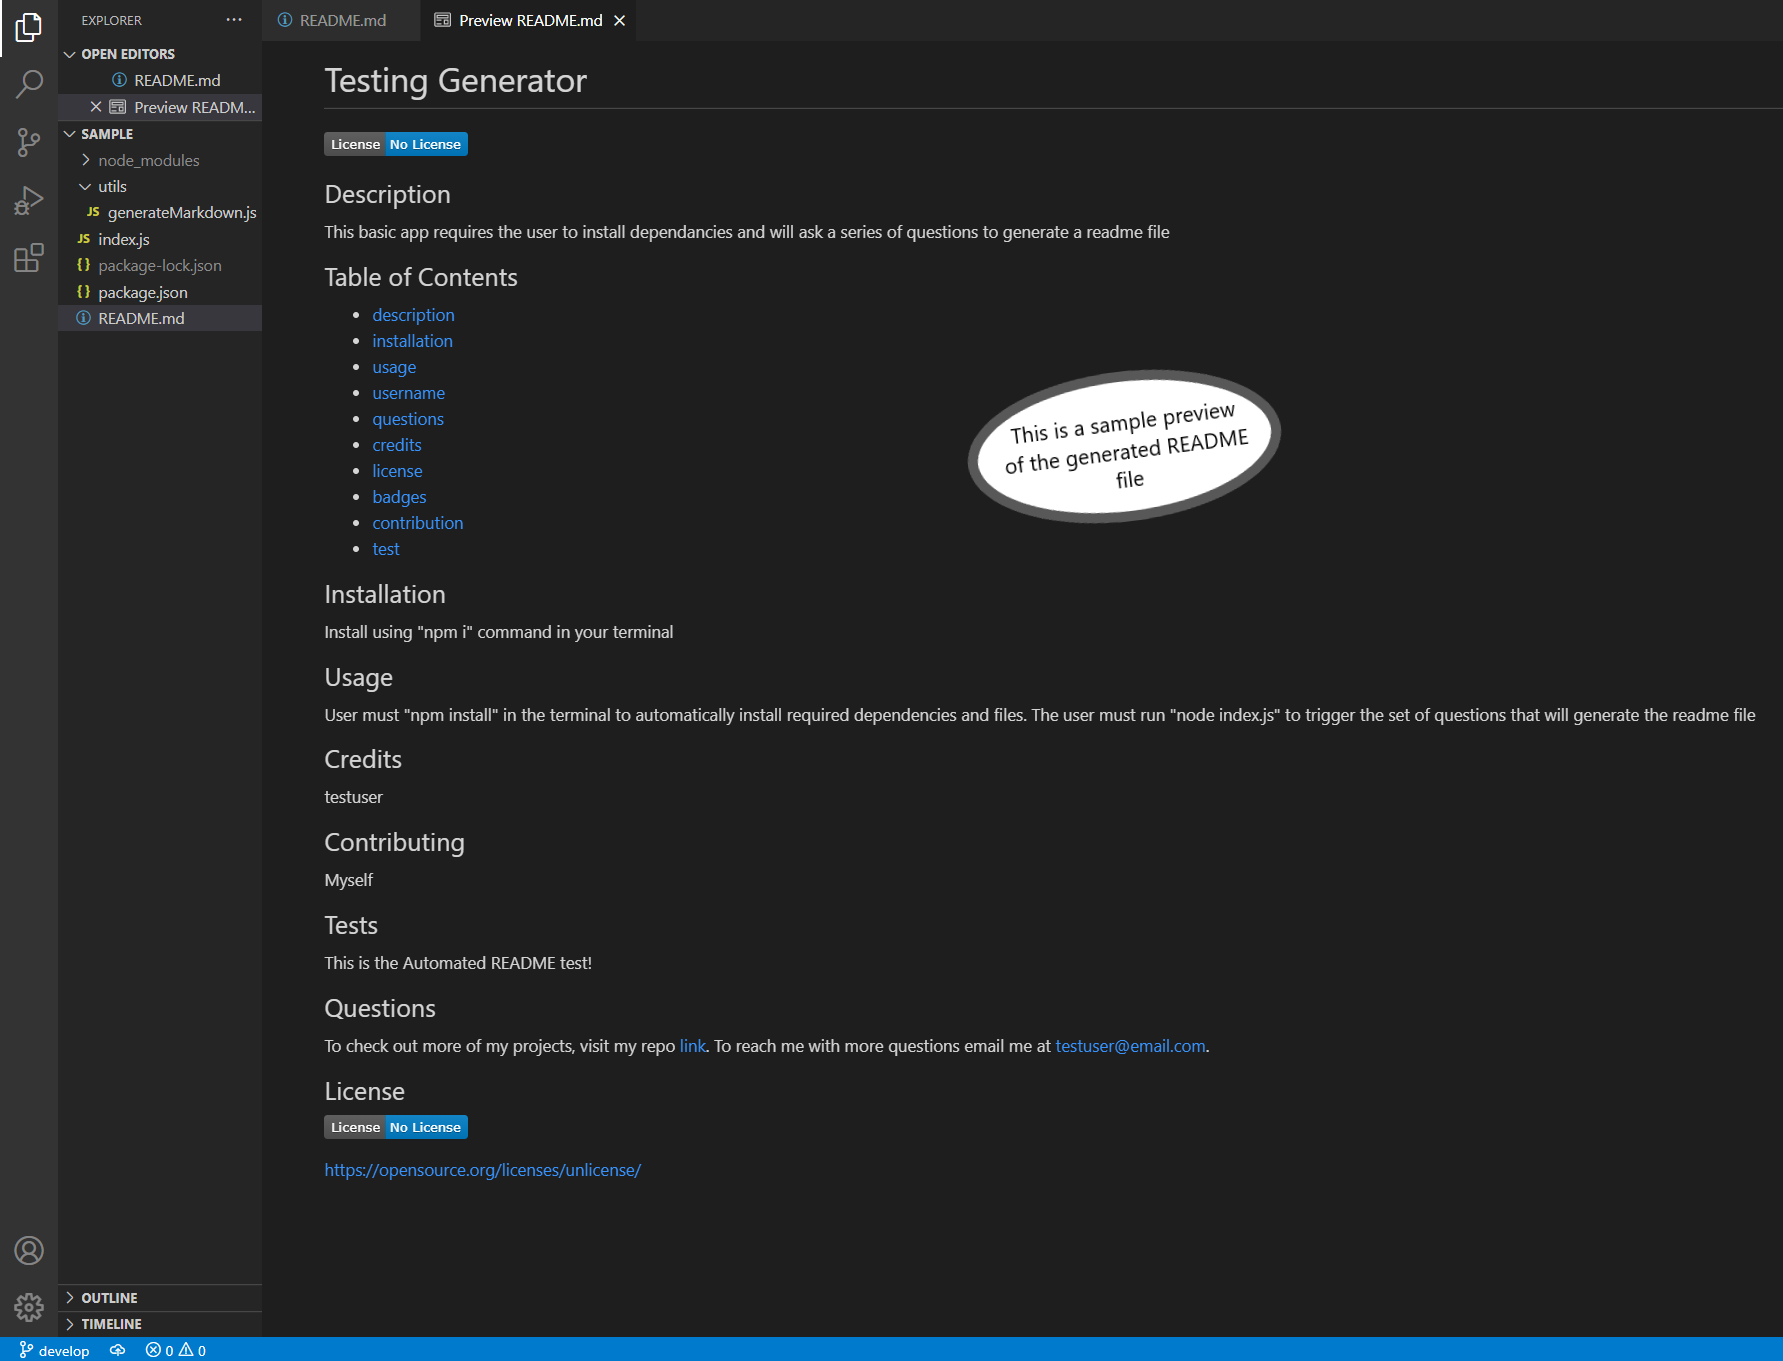 EXPLORER
OPEN EDITORS
README.md
Preview READM...
SAMPLE
node_modules
utils
JS generateMarkdown.js
JS index.js
{} package-lock.json
{} package.json
README.md
OUTLINE
TIMELINE
README.md
Preview README.md
Testing Generator
License No License
Description
This basic app requires the user to install dependancies and will ask a series of questions to generate a readme file
Table of Contents
description
installation
usage
username
questions
credits
license
badges
contribution
test
This is a sample preview
of the generated README
file
Installation
Install using "npm i" command in your terminal
Usage
User must "npm install" in the terminal to automatically install required dependencies and files. The user must run "node index.js" to trigger the set of questions that will generate the readme file
Credits
testuser
Contributing
Myself
Tests
This is the Automated README test!
Questions
To check out more of my projects, visit my repo link. To reach me with more questions email me at testuser@email.com.
License
License No License
https://opensource.org/licenses/unlicense/
develop 0 0